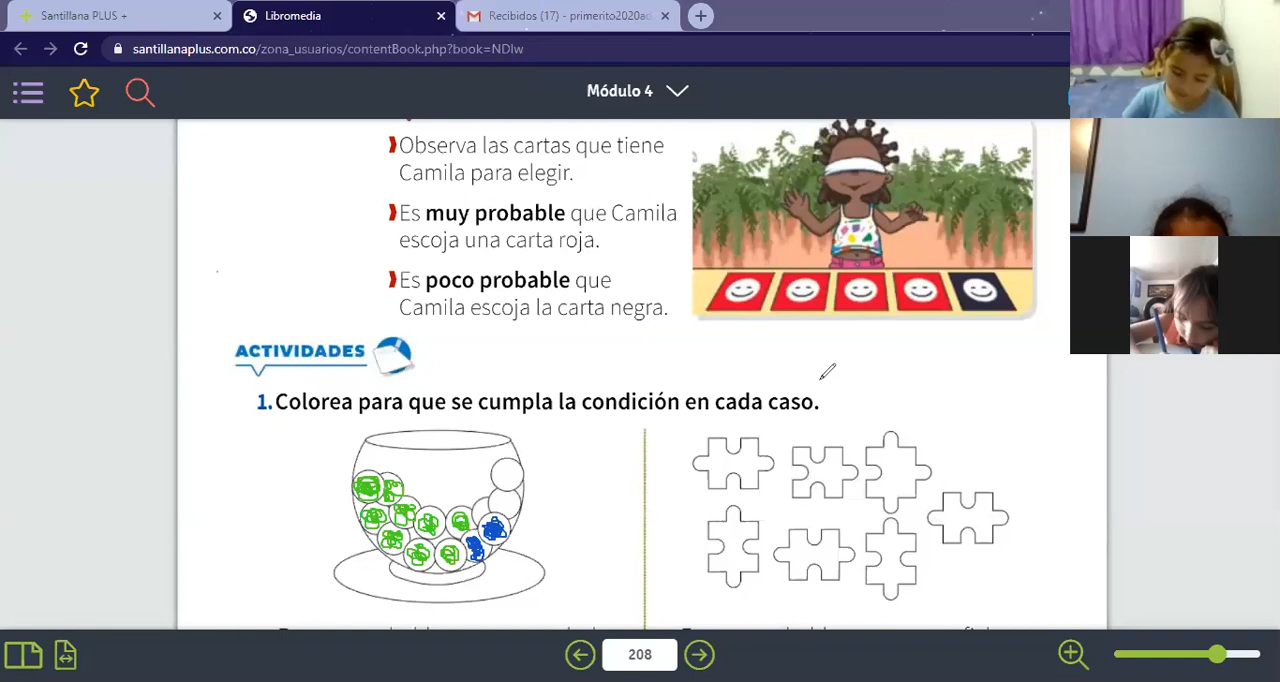 Santillana PLUS +
Libromedia
Recibidos (17) - primerito2020ad
santillanaplus.com.co/zona_usuarios/contentBook.php?book=NDIw
Módulo 4
Observa las cartas que tiene
Camila para elegir.
Es muy probable que Camila
escoja una carta roja.
Es poco probable que
Camila escoja la carta negra.
ACTIVIDADES
1. Colorea para que se cumpla la condición en cada caso.
208